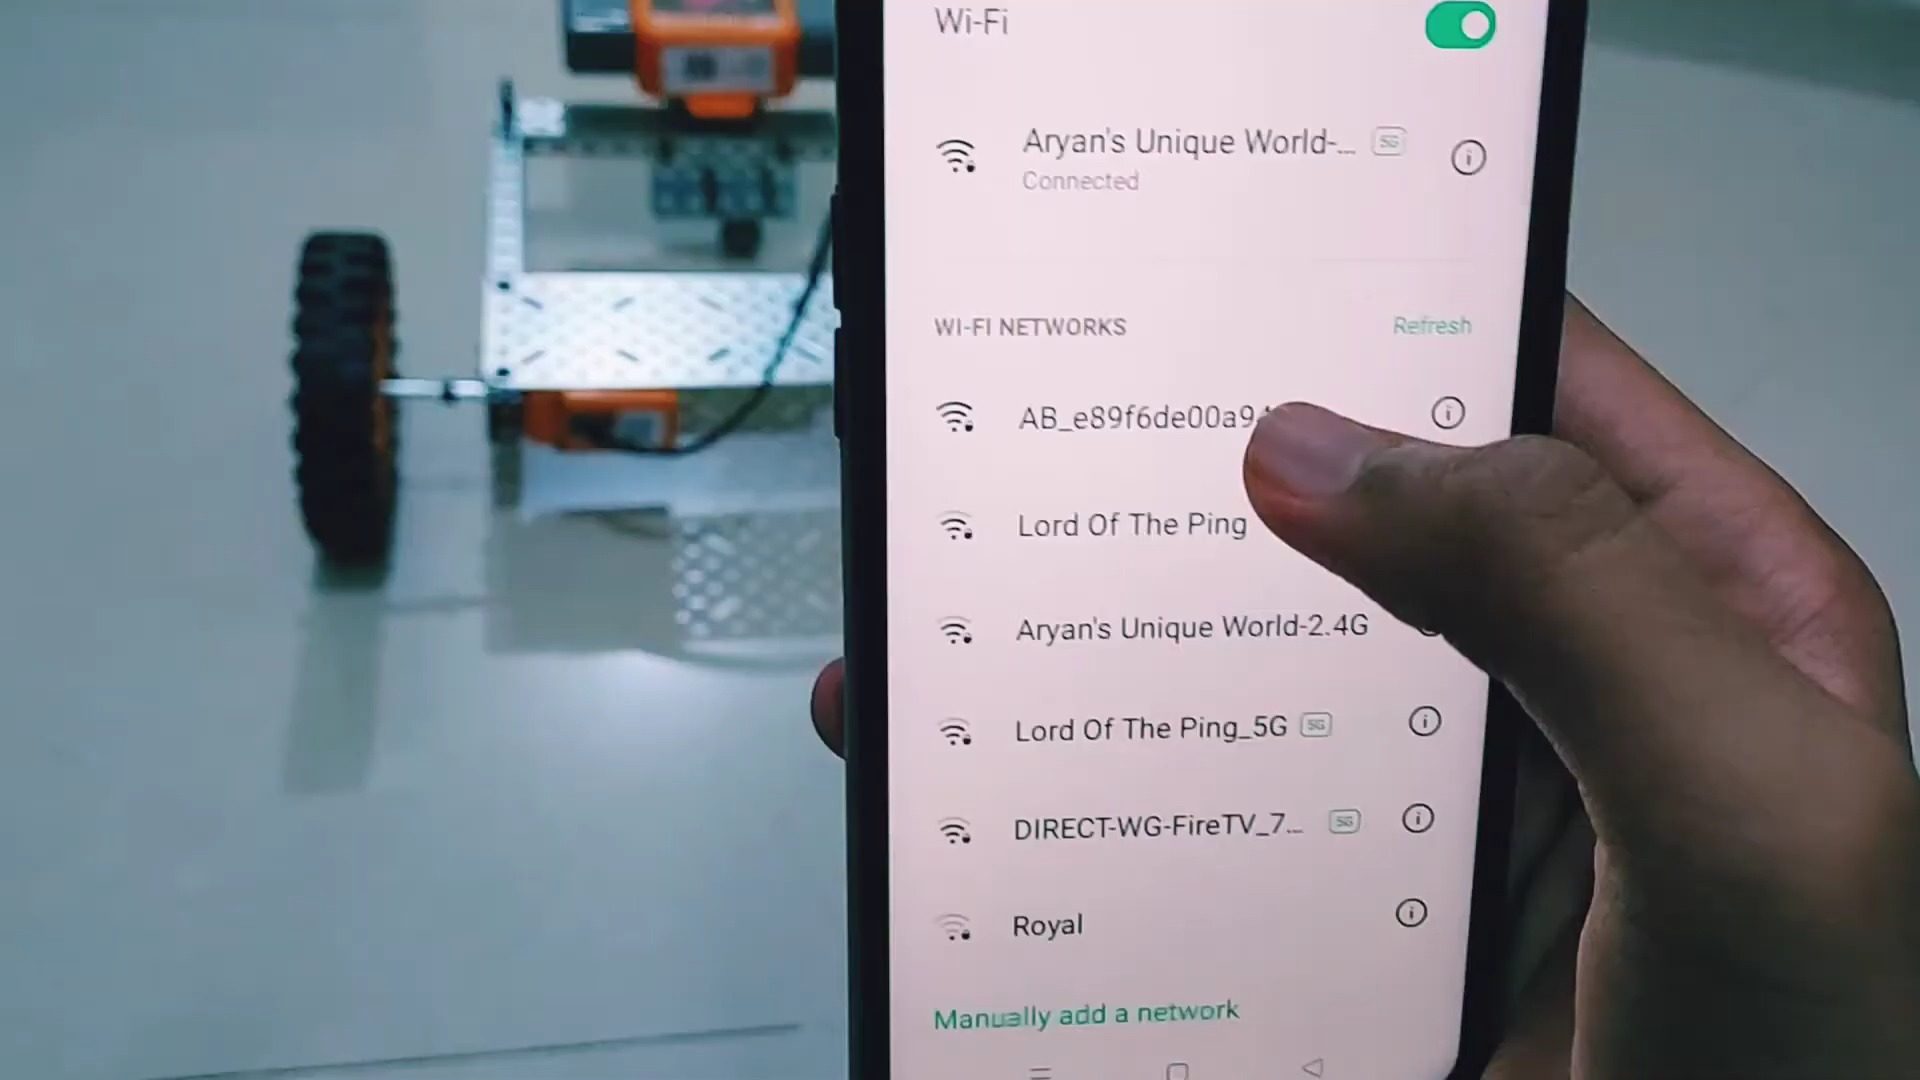 Wi-Fi
Aryan's Unique World-... 5G
Connected
WI-FI NETWORKS Refresh
AB_e89f6de00a9
Lord Of The Ping
Aryan's Unique World-2.4G
Lord Of The Ping_5G 5G
DIRECT-WG-FireTV_7... 5G
Royal
Manually add a network